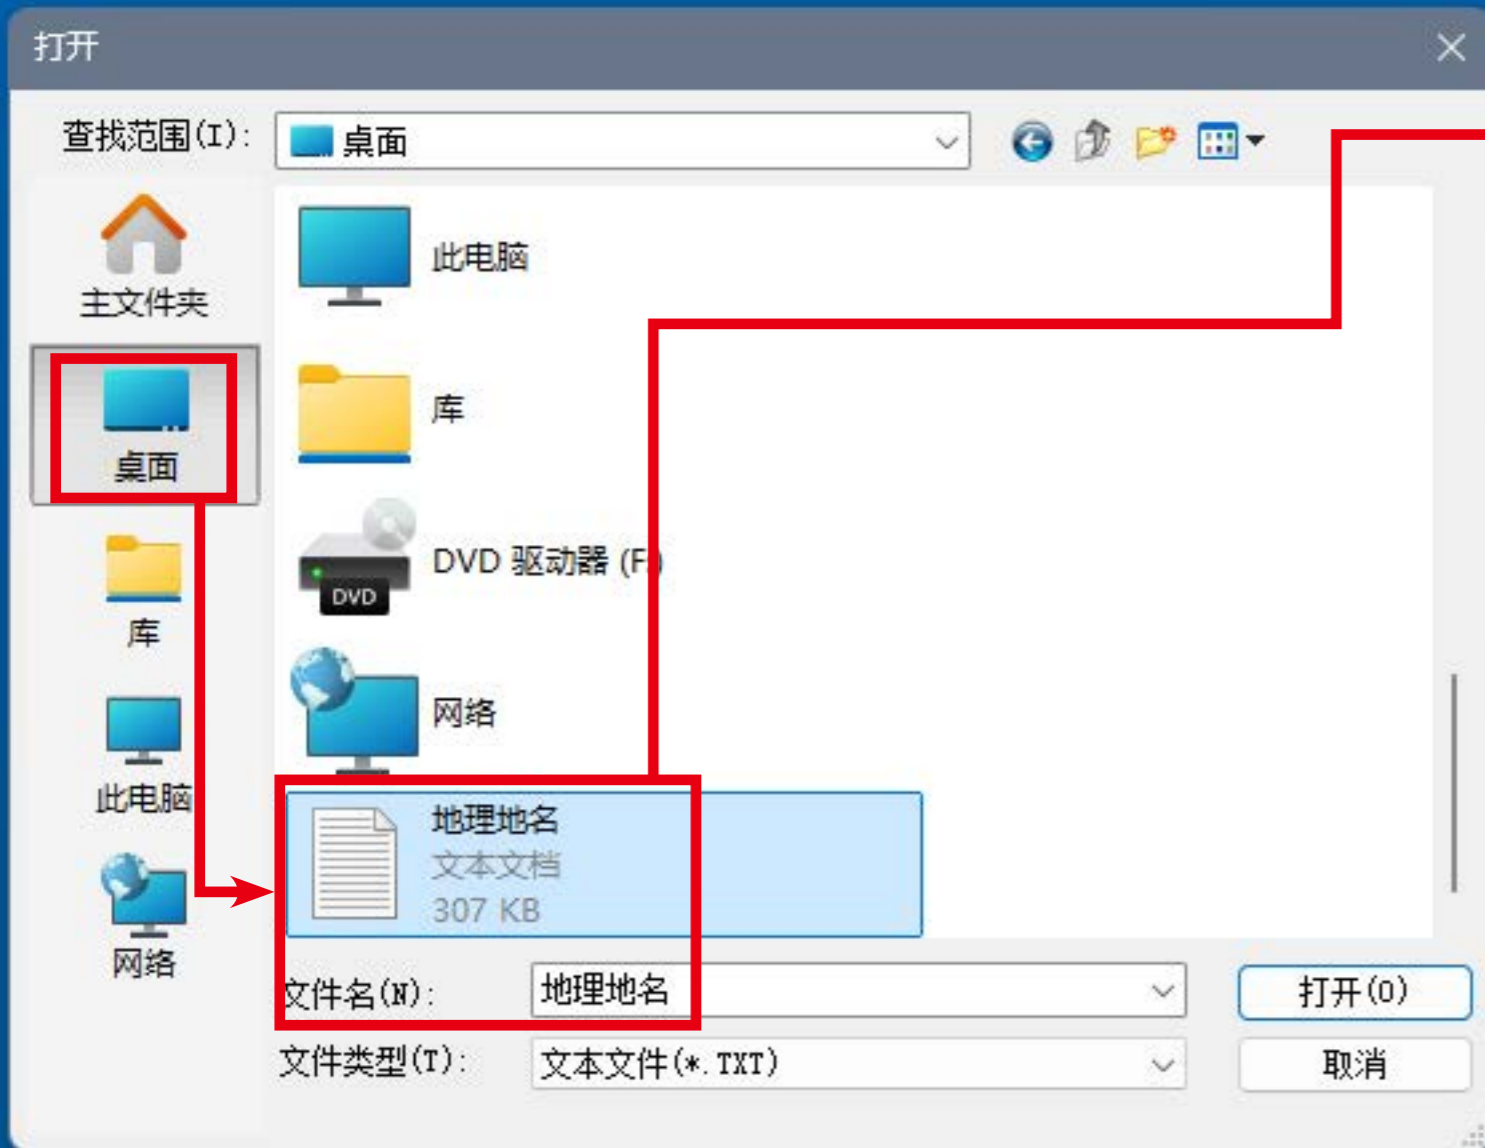 打开
查找范围(I):
桌面
主文件夹
桌面
库
此电脑
网络
此电脑
库
DVD 驱动器 (F:)
DVD
网络
地理地名
文本文档
307 KB
文件名(N):
地理地名
打开(O)
文件类型(T):
文本文件(*.TXT)
取消